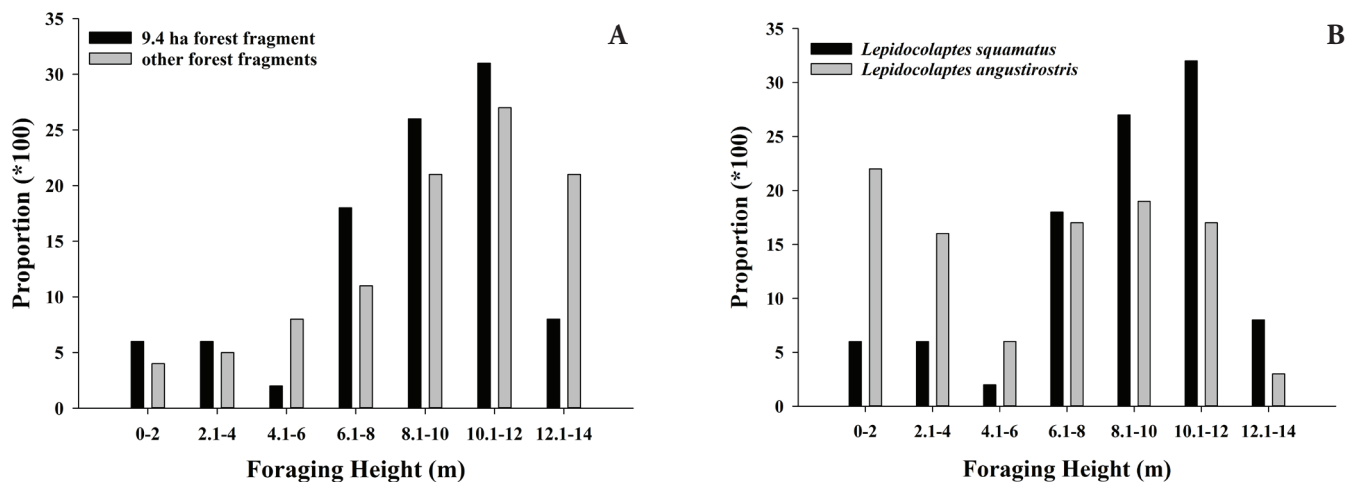 A
9.4 ha forest fragment
other forest fragments
Proportion (*100)
35
30
25
20
15
10
5
0
0-2 2.1-4 4.1-6 6.1-8 8.1-10 10.1-12 12.1-14
Foraging Height (m)
B
Lepidocolaptes squamatus
Lepidocolaptes angustirostris
Proportion (*100)
35
30
25
20
15
10
5
0
0-2 2.1-4 4.1-6 6.1-8 8.1-10 10.1-12 12.1-14
Foraging Height (m)